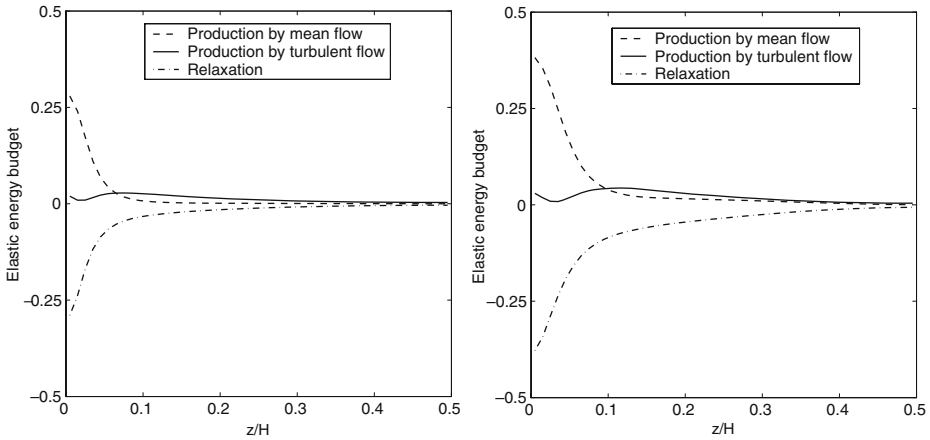 0.5
0.25
0
−0.25
−0.5
Elastic energy budget
Production by mean flow
Production by turbulent flow
Relaxation
0 0.1 0.2 0.3 0.4 0.5
z/H
0.5
0.25
0
−0.25
−0.5
Elastic energy budget
Production by mean flow
Production by turbulent flow
Relaxation
0 0.1 0.2 0.3 0.4 0.5
z/H